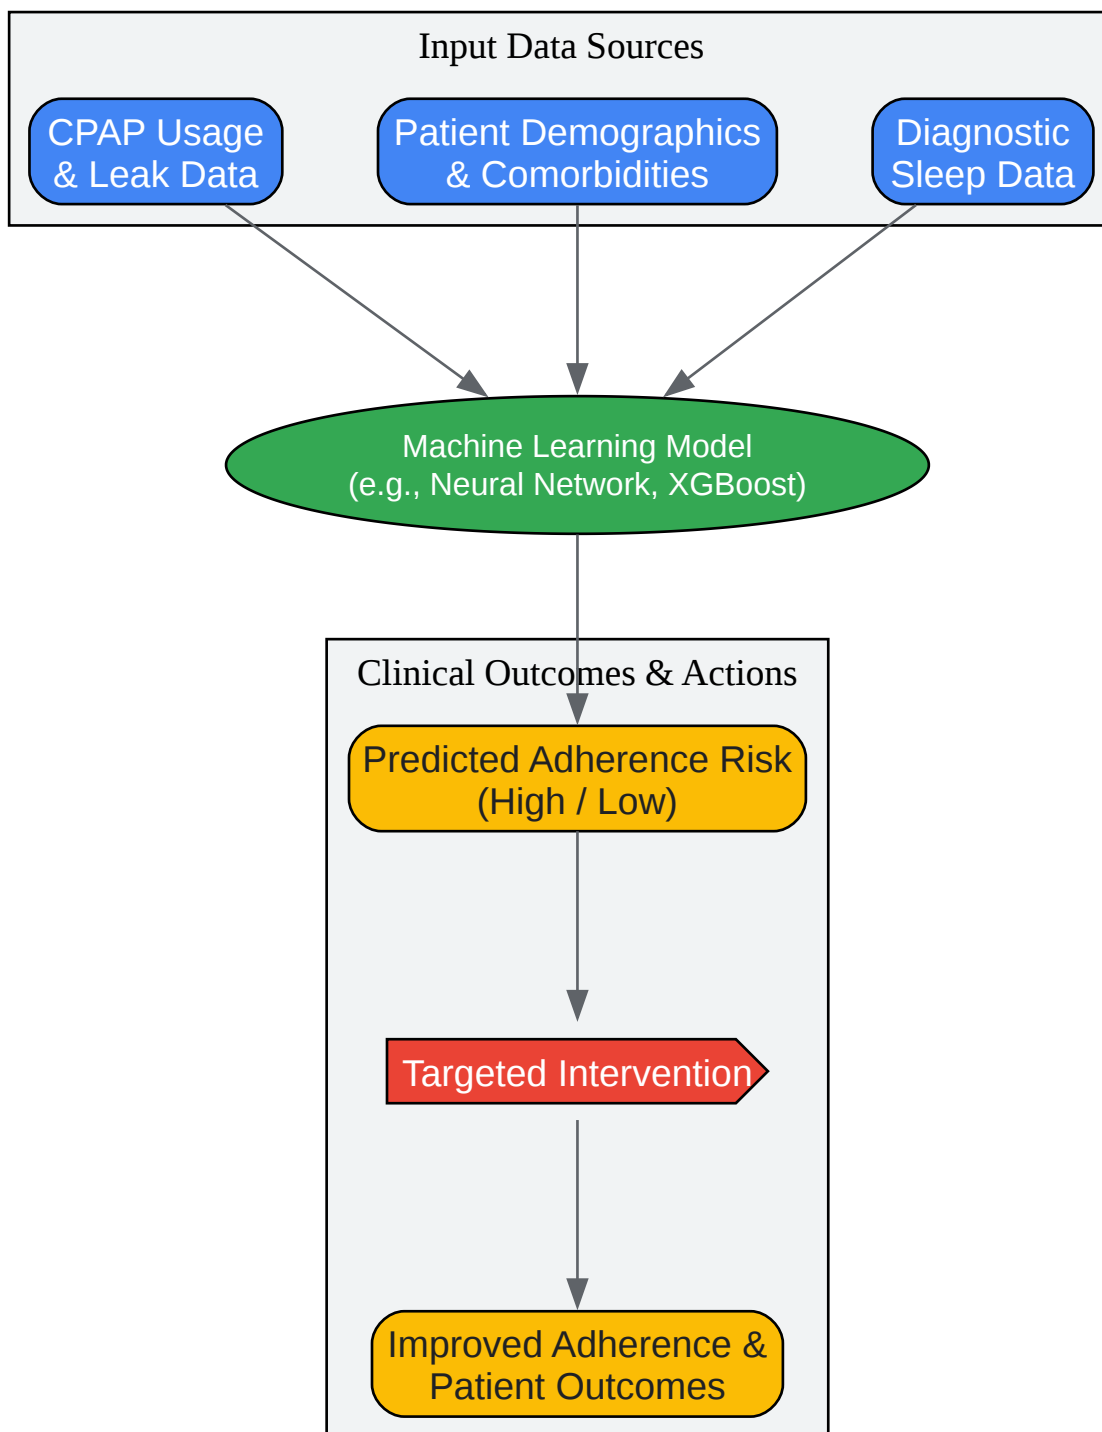 Input Data Sources
CPAP Usage
& Leak Data
Patient Demographics
& Comorbidities
Diagnostic
Sleep Data
Machine Learning Model
(e.g., Neural Network, XGBoost)
Clinical Outcomes & Actions
Predicted Adherence Risk
(High / Low)
Targeted Intervention
Improved Adherence &
Patient Outcomes